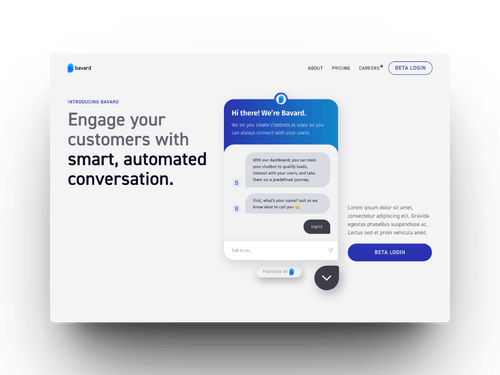 bavard
ABOUT
PRICING
CAREERS
BETA LOGIN
INTRODUCING BAVARD
Engage your
customers with
smart, automated
conversation.
Hi there! We're Bavard.
We let you create chatbots at scale so you
can always connect with your users.
With our dashboard, you can train
your chatbot to qualify leads,
interact with your users, and take
them on a predefined journey.
B
First, what's your name? Just so we
know what to call you 😊.
B
Ingrid
Talk to us...
POWERED BY
Lorem ipsum dolor sit amet,
consectetur adipiscing elit. Gravida
egestas phasellus suspendisse ac.
Lectus sed et proin vehicula amet.
BETA LOGIN